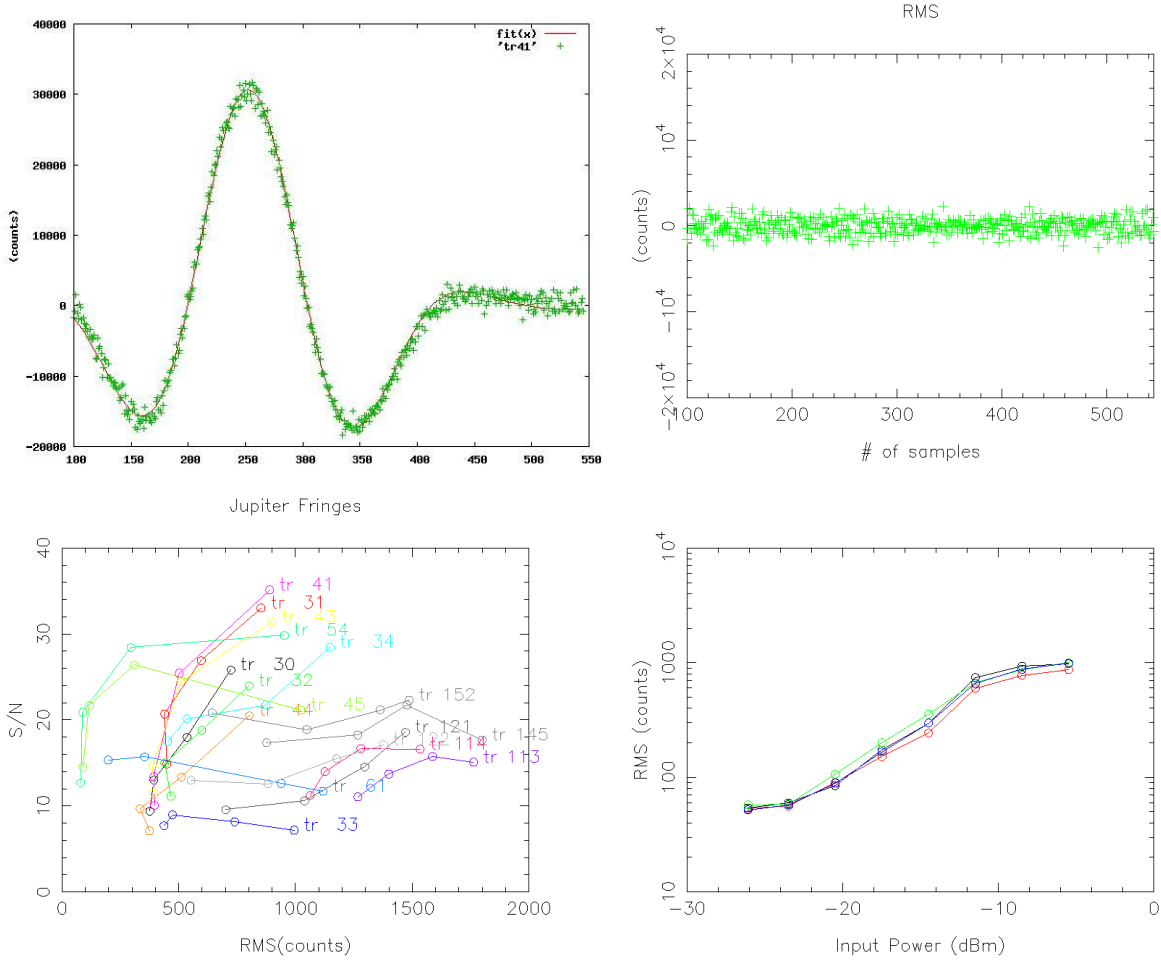 40000
30000
20000
10000
0
-10000
-20000
(counts)
fit(x)
'tr41'
100 150 200 250 300 350 400 450 500 550
Jupiter Fringes
RMS
2×10⁴
10⁴
0
−10⁴
−2×10⁴
(counts)
100 200 300 400 500
# of samples
40
30
20
10
0
S/N
tr 41
tr 31
tr 43
tr 54
tr 34
tr 30
tr 32
tr 45
tr 44
tr 152
tr 121
tr 145
tr 114
tr 113
tr 33
0 500 1000 1500 2000
RMS(counts)
10⁴
1000
100
10
RMS (counts)
−30 −20 −10 0
Input Power (dBm)